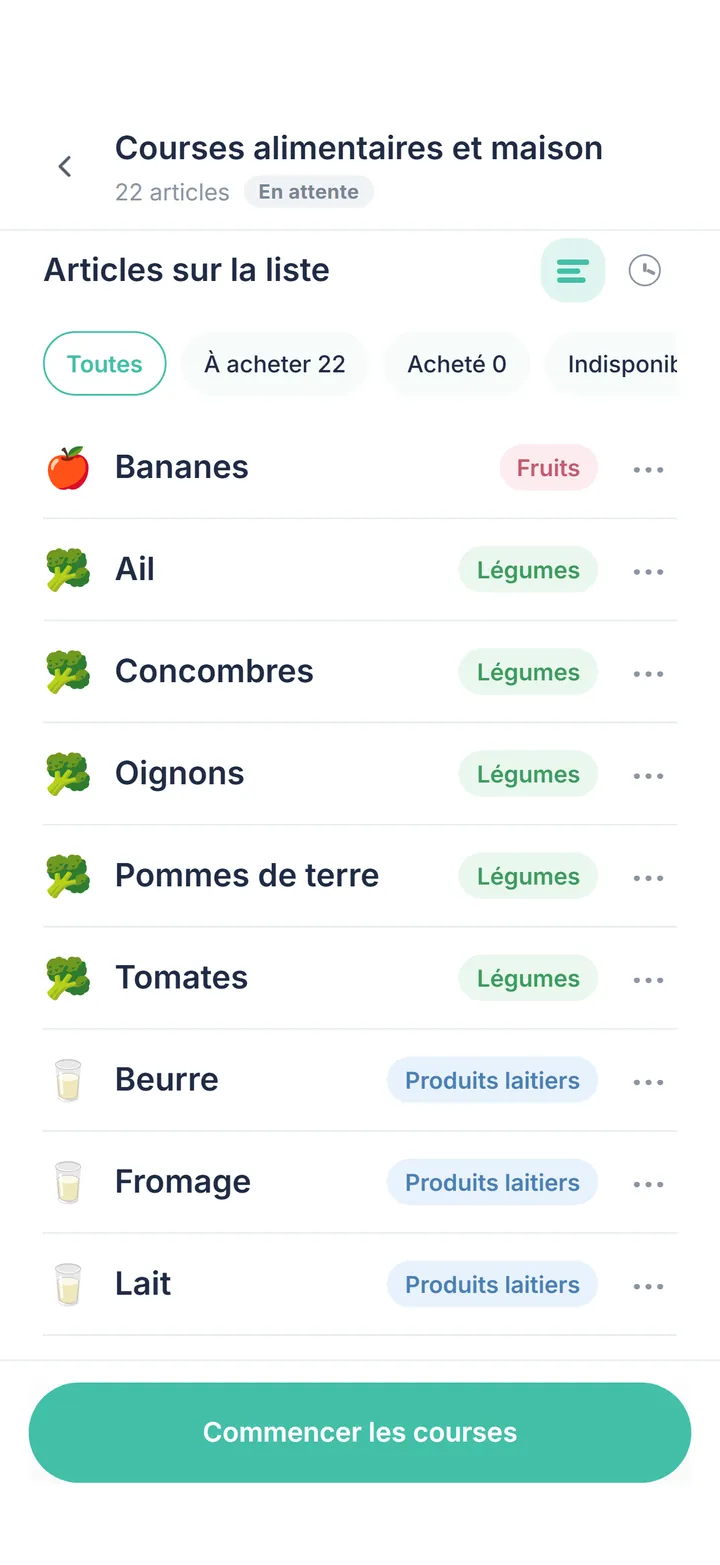 Courses alimentaires et maison
22 articles En attente
Articles sur la liste
Toutes À acheter 22 Acheté 0 Indisponib
Bananes Fruits
Ail Légumes
Concombres Légumes
Oignons Légumes
Pommes de terre Légumes
Tomates Légumes
Beurre Produits laitiers
Fromage Produits laitiers
Lait Produits laitiers
Commencer les courses